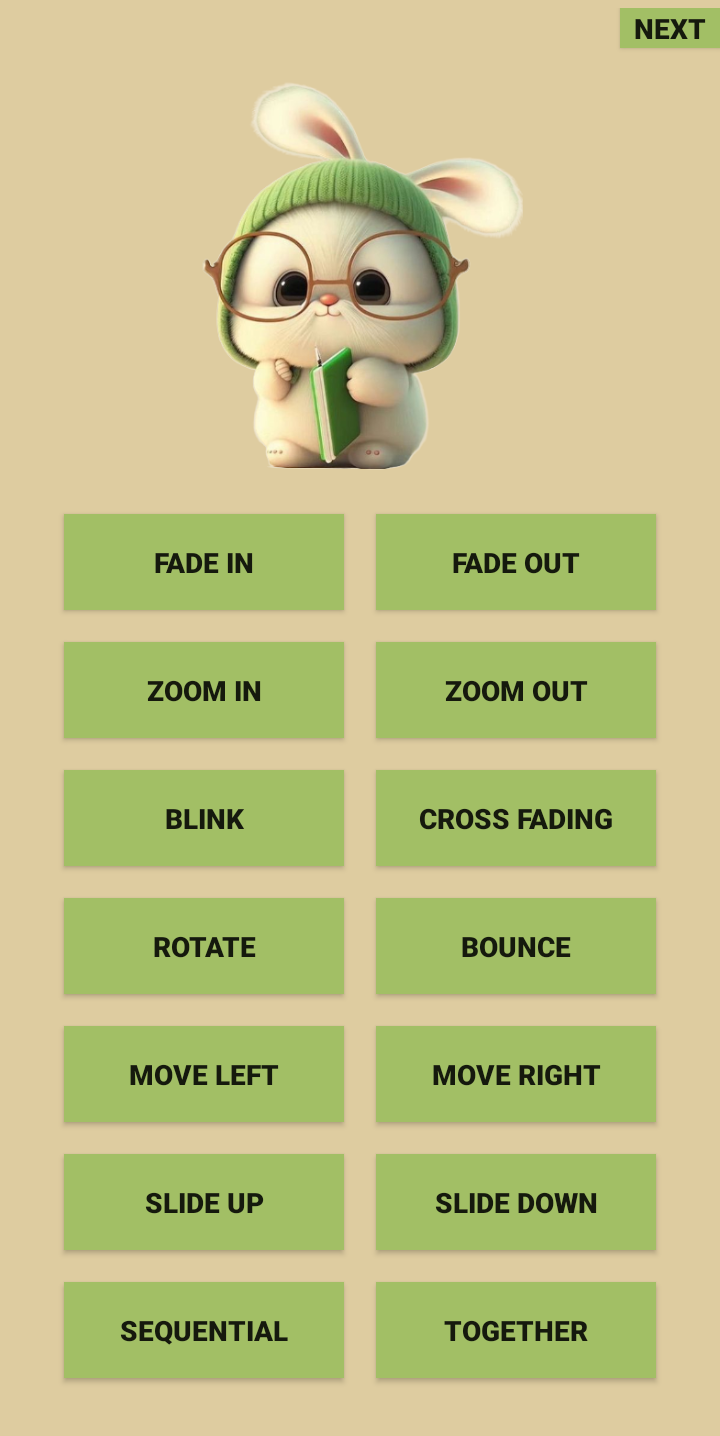 NEXT
FADE IN
FADE OUT
ZOOM IN
ZOOM OUT
BLINK
CROSS FADING
ROTATE
BOUNCE
MOVE LEFT
MOVE RIGHT
SLIDE UP
SLIDE DOWN
SEQUENTIAL
TOGETHER